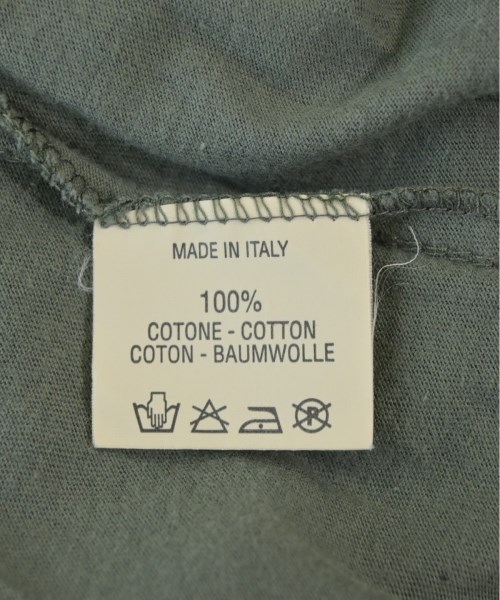 MADE IN ITALY
100%
COTONE - COTTON
COTON - BAUMWOLLE
P